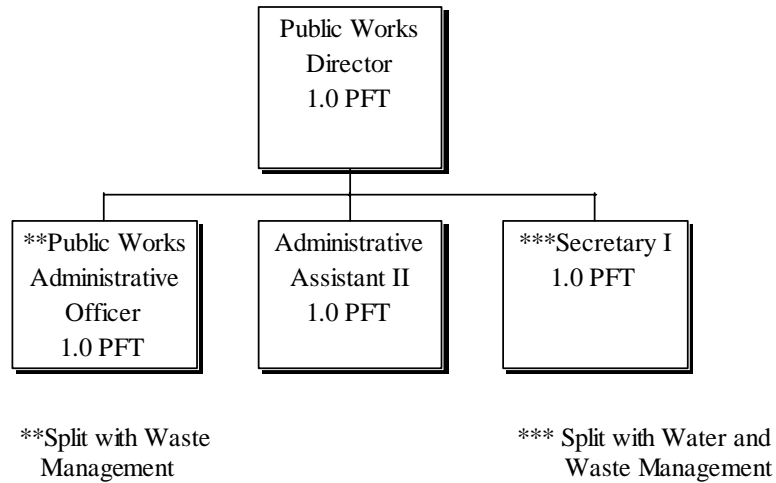 Public Works
Director
1.0 PFT
**Public Works
Administrative
Officer
1.0 PFT
Administrative
Assistant II
1.0 PFT
***Secretary I
1.0 PFT
**Split with Waste
Management
*** Split with Water and
Waste Management